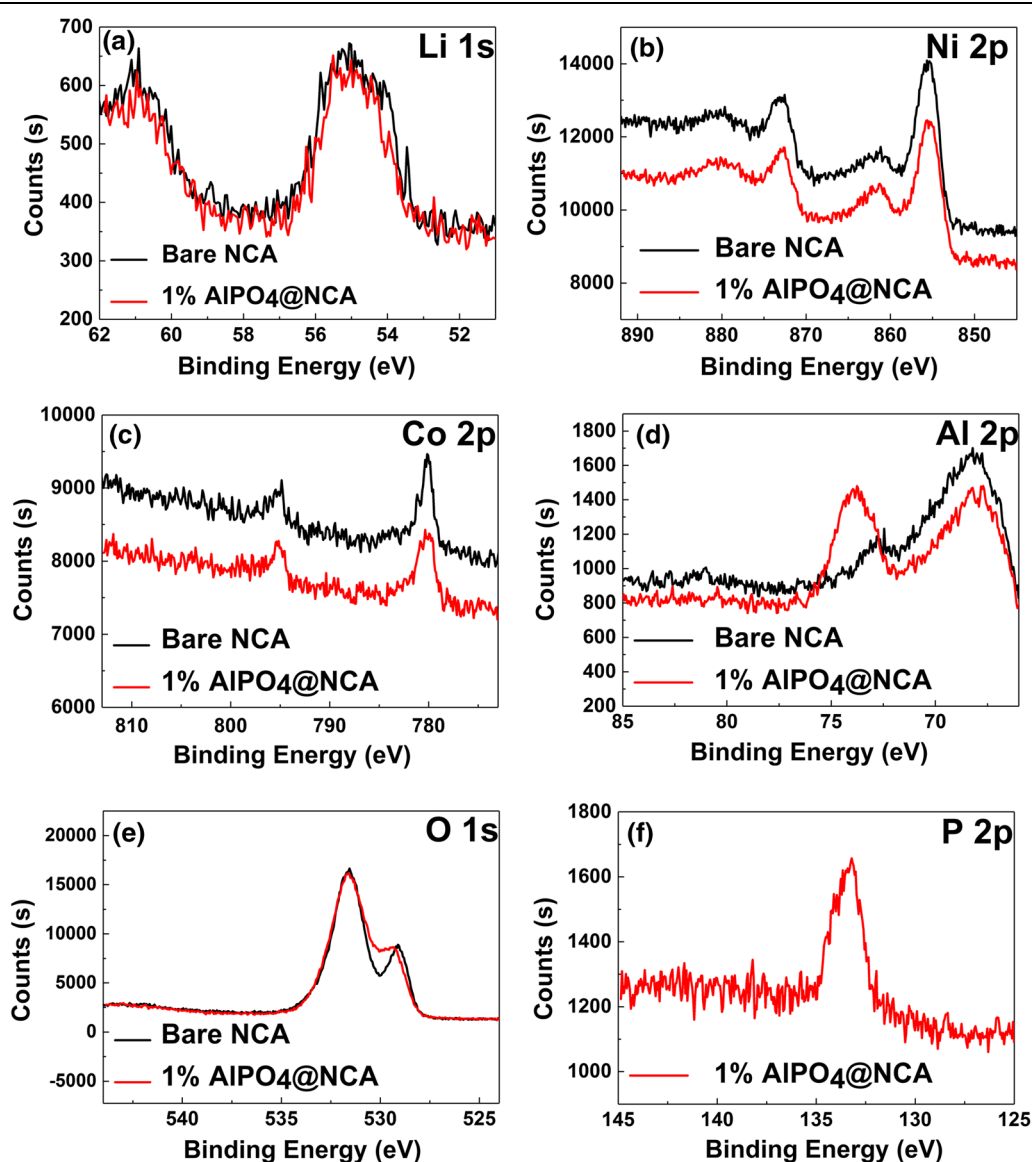 (a)
Li 1s
700
600
500
400
300
200
62
60
58
56
54
52
Counts (s)
Binding Energy (eV)
Bare NCA
1% AlPO4@NCA
(b)
Ni 2p
14000
12000
10000
8000
890
880
870
860
850
Counts (s)
Binding Energy (eV)
Bare NCA
1% AlPO4@NCA
(c)
Co 2p
10000
9000
8000
7000
6000
810
800
790
780
Counts (s)
Binding Energy (eV)
Bare NCA
1% AlPO4@NCA
(d)
Al 2p
1800
1600
1400
1200
1000
800
600
400
200
85
80
75
70
Counts (s)
Binding Energy (eV)
Bare NCA
1% AlPO4@NCA
(e)
O 1s
20000
15000
10000
5000
0
-5000
540
535
530
525
Counts (s)
Binding Energy (eV)
Bare NCA
1% AlPO4@NCA
(f)
P 2p
1800
1600
1400
1200
1000
145
140
135
130
125
Counts (s)
Binding Energy (eV)
1% AlPO4@NCA